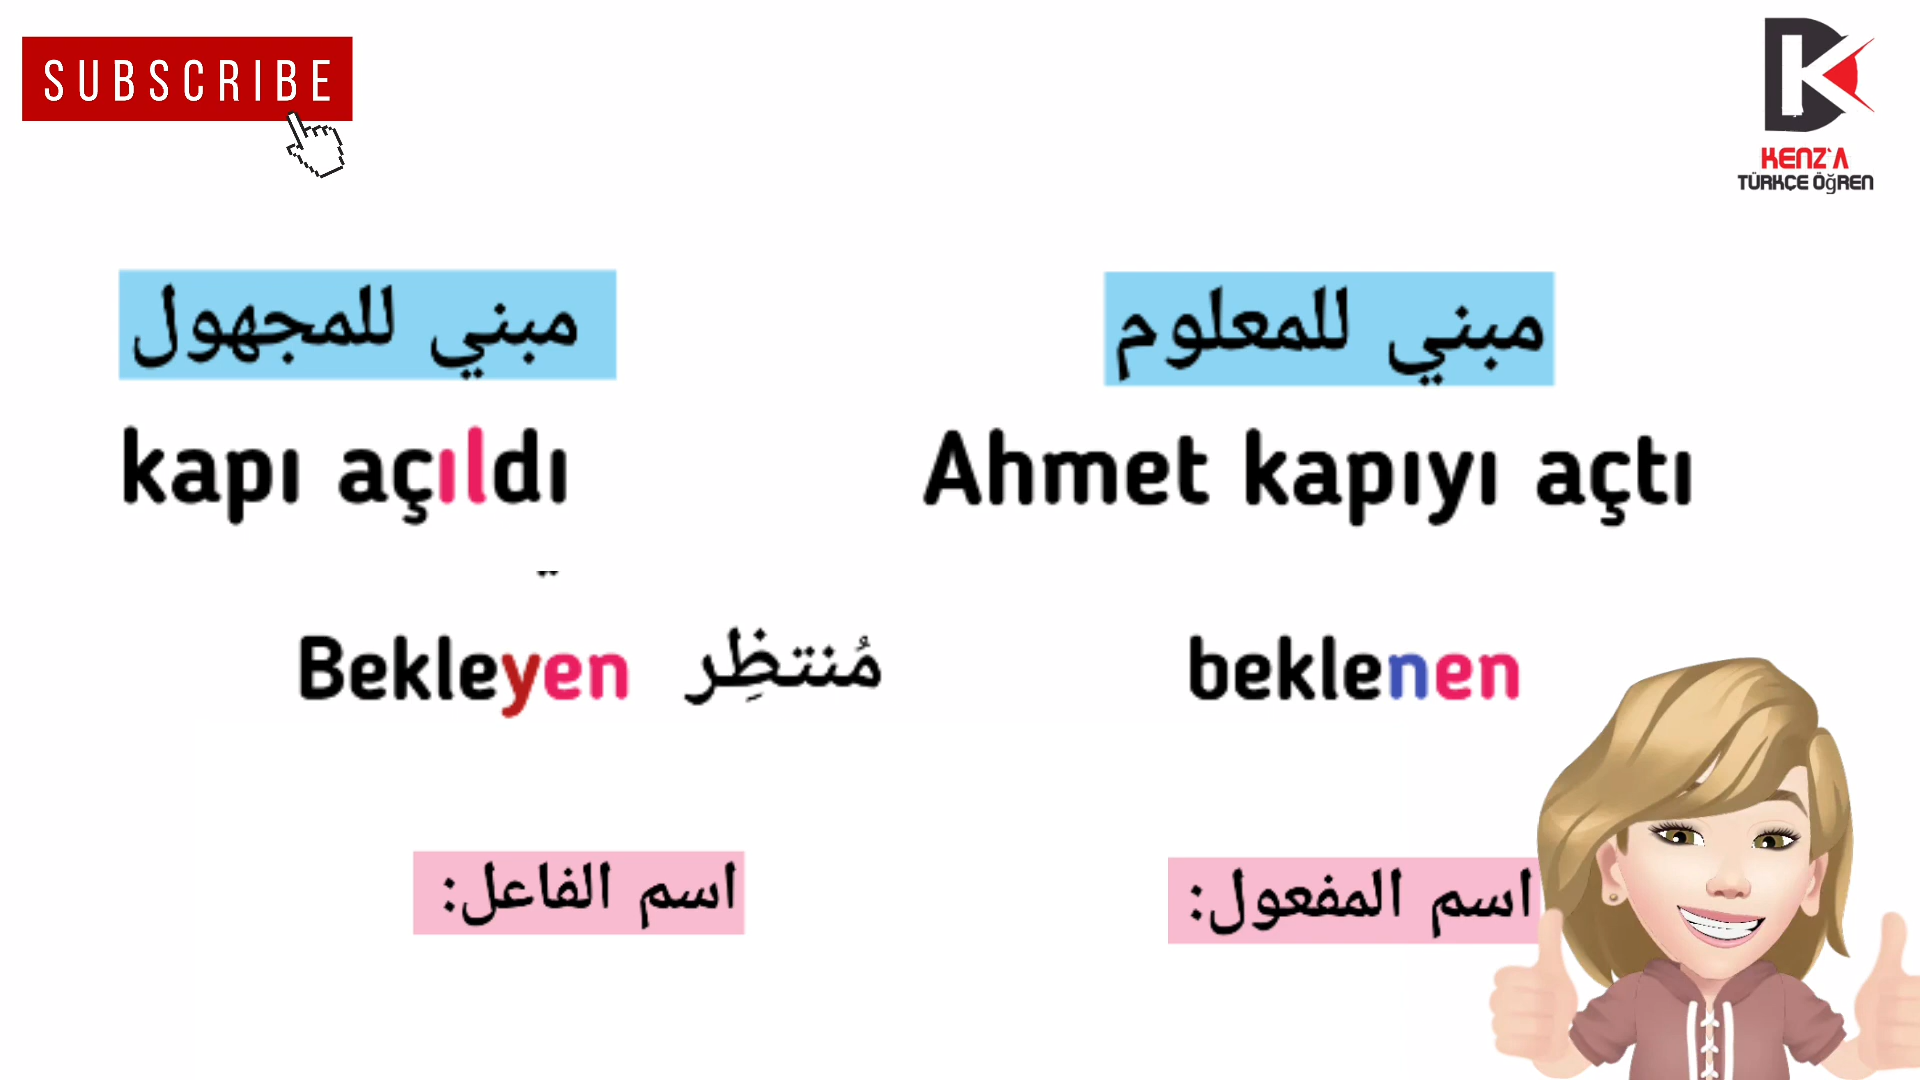 SUBSCRIBE
KENZ'A
TÜRKÇE ÖğREN
مبني للمعلوم
مبني للمجهول
kapı açıldı
Ahmet kapıyı açtı
Bekleyen مُنتظِر
beklenen
اسم الفاعل:
اسم المفعول: